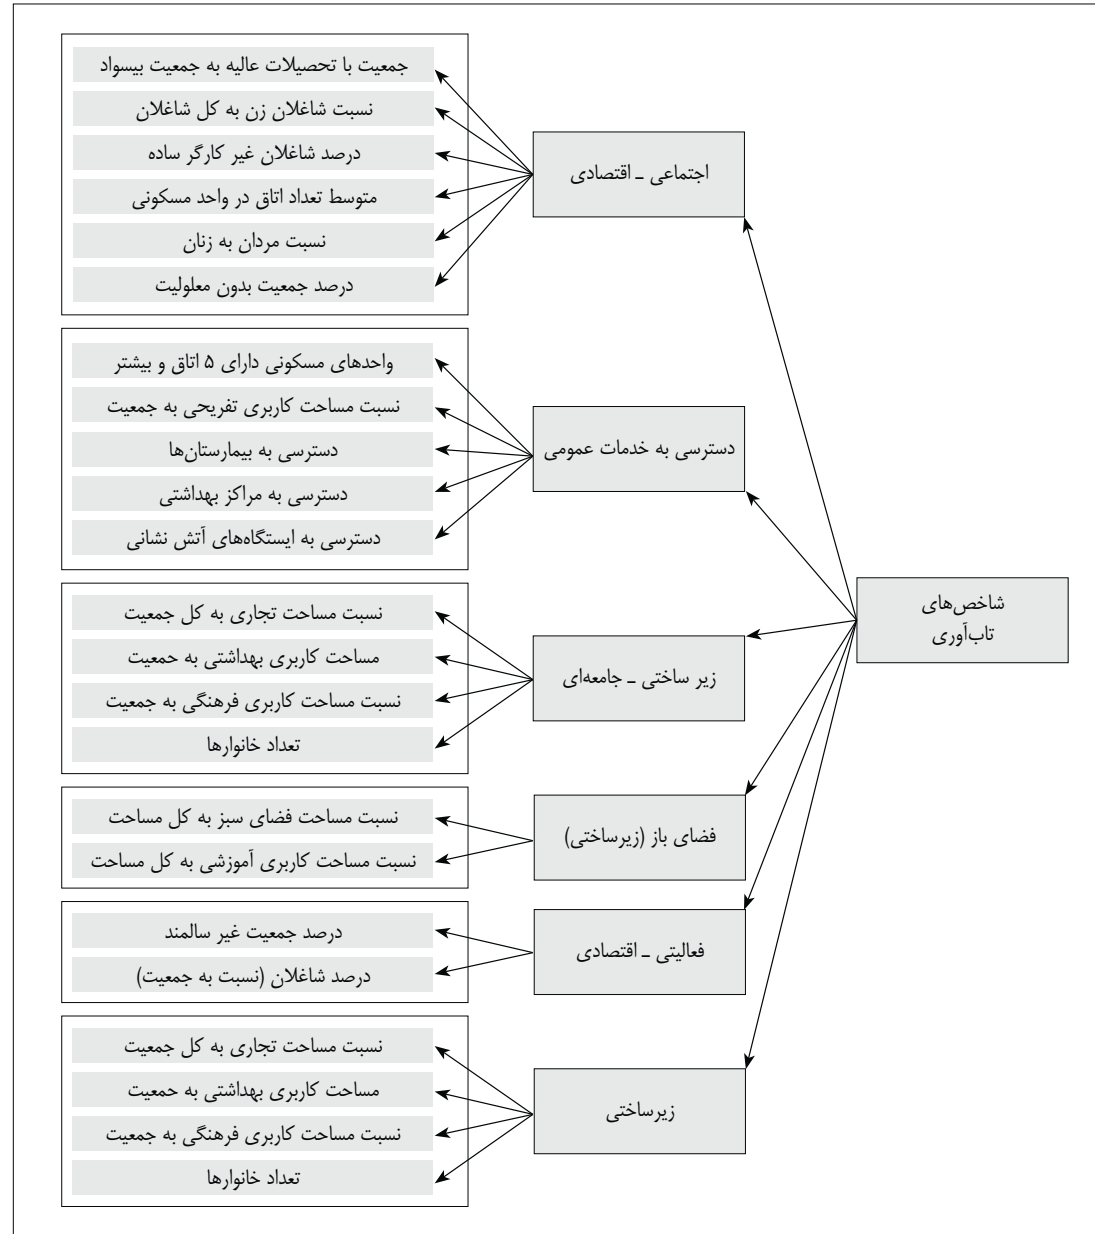 شاخص‌های
تاب‌آوری
اجتماعی ـ اقتصادی
جمعیت با تحصیلات عالیه به جمعیت بیسواد
نسبت شاغلان زن به کل شاغلان
درصد شاغلان غیر کارگر ساده
متوسط تعداد اتاق در واحد مسکونی
نسبت مردان به زنان
درصد جمعیت بدون معلولیت
دسترسی به خدمات عمومی
واحدهای مسکونی دارای ۵ اتاق و بیشتر
نسبت مساحت کاربری تفریحی به جمعیت
دسترسی به بیمارستان‌ها
دسترسی به مراکز بهداشتی
دسترسی به ایستگاه‌های آتش نشانی
زیر ساختی ـ جامعه‌ای
نسبت مساحت تجاری به کل جمعیت
مساحت کاربری بهداشتی به حمعیت
نسبت مساحت کاربری فرهنگی به جمعیت
تعداد خانوارها
فضای باز (زیرساختی)
نسبت مساحت فضای سبز به کل مساحت
نسبت مساحت کاربری آموزشی به کل مساحت
فعالیتی ـ اقتصادی
درصد جمعیت غیر سالمند
درصد شاغلان (نسبت به جمعیت)
زیرساختی
نسبت مساحت تجاری به کل جمعیت
مساحت کاربری بهداشتی به حمعیت
نسبت مساحت کاربری فرهنگی به جمعیت
تعداد خانوارها